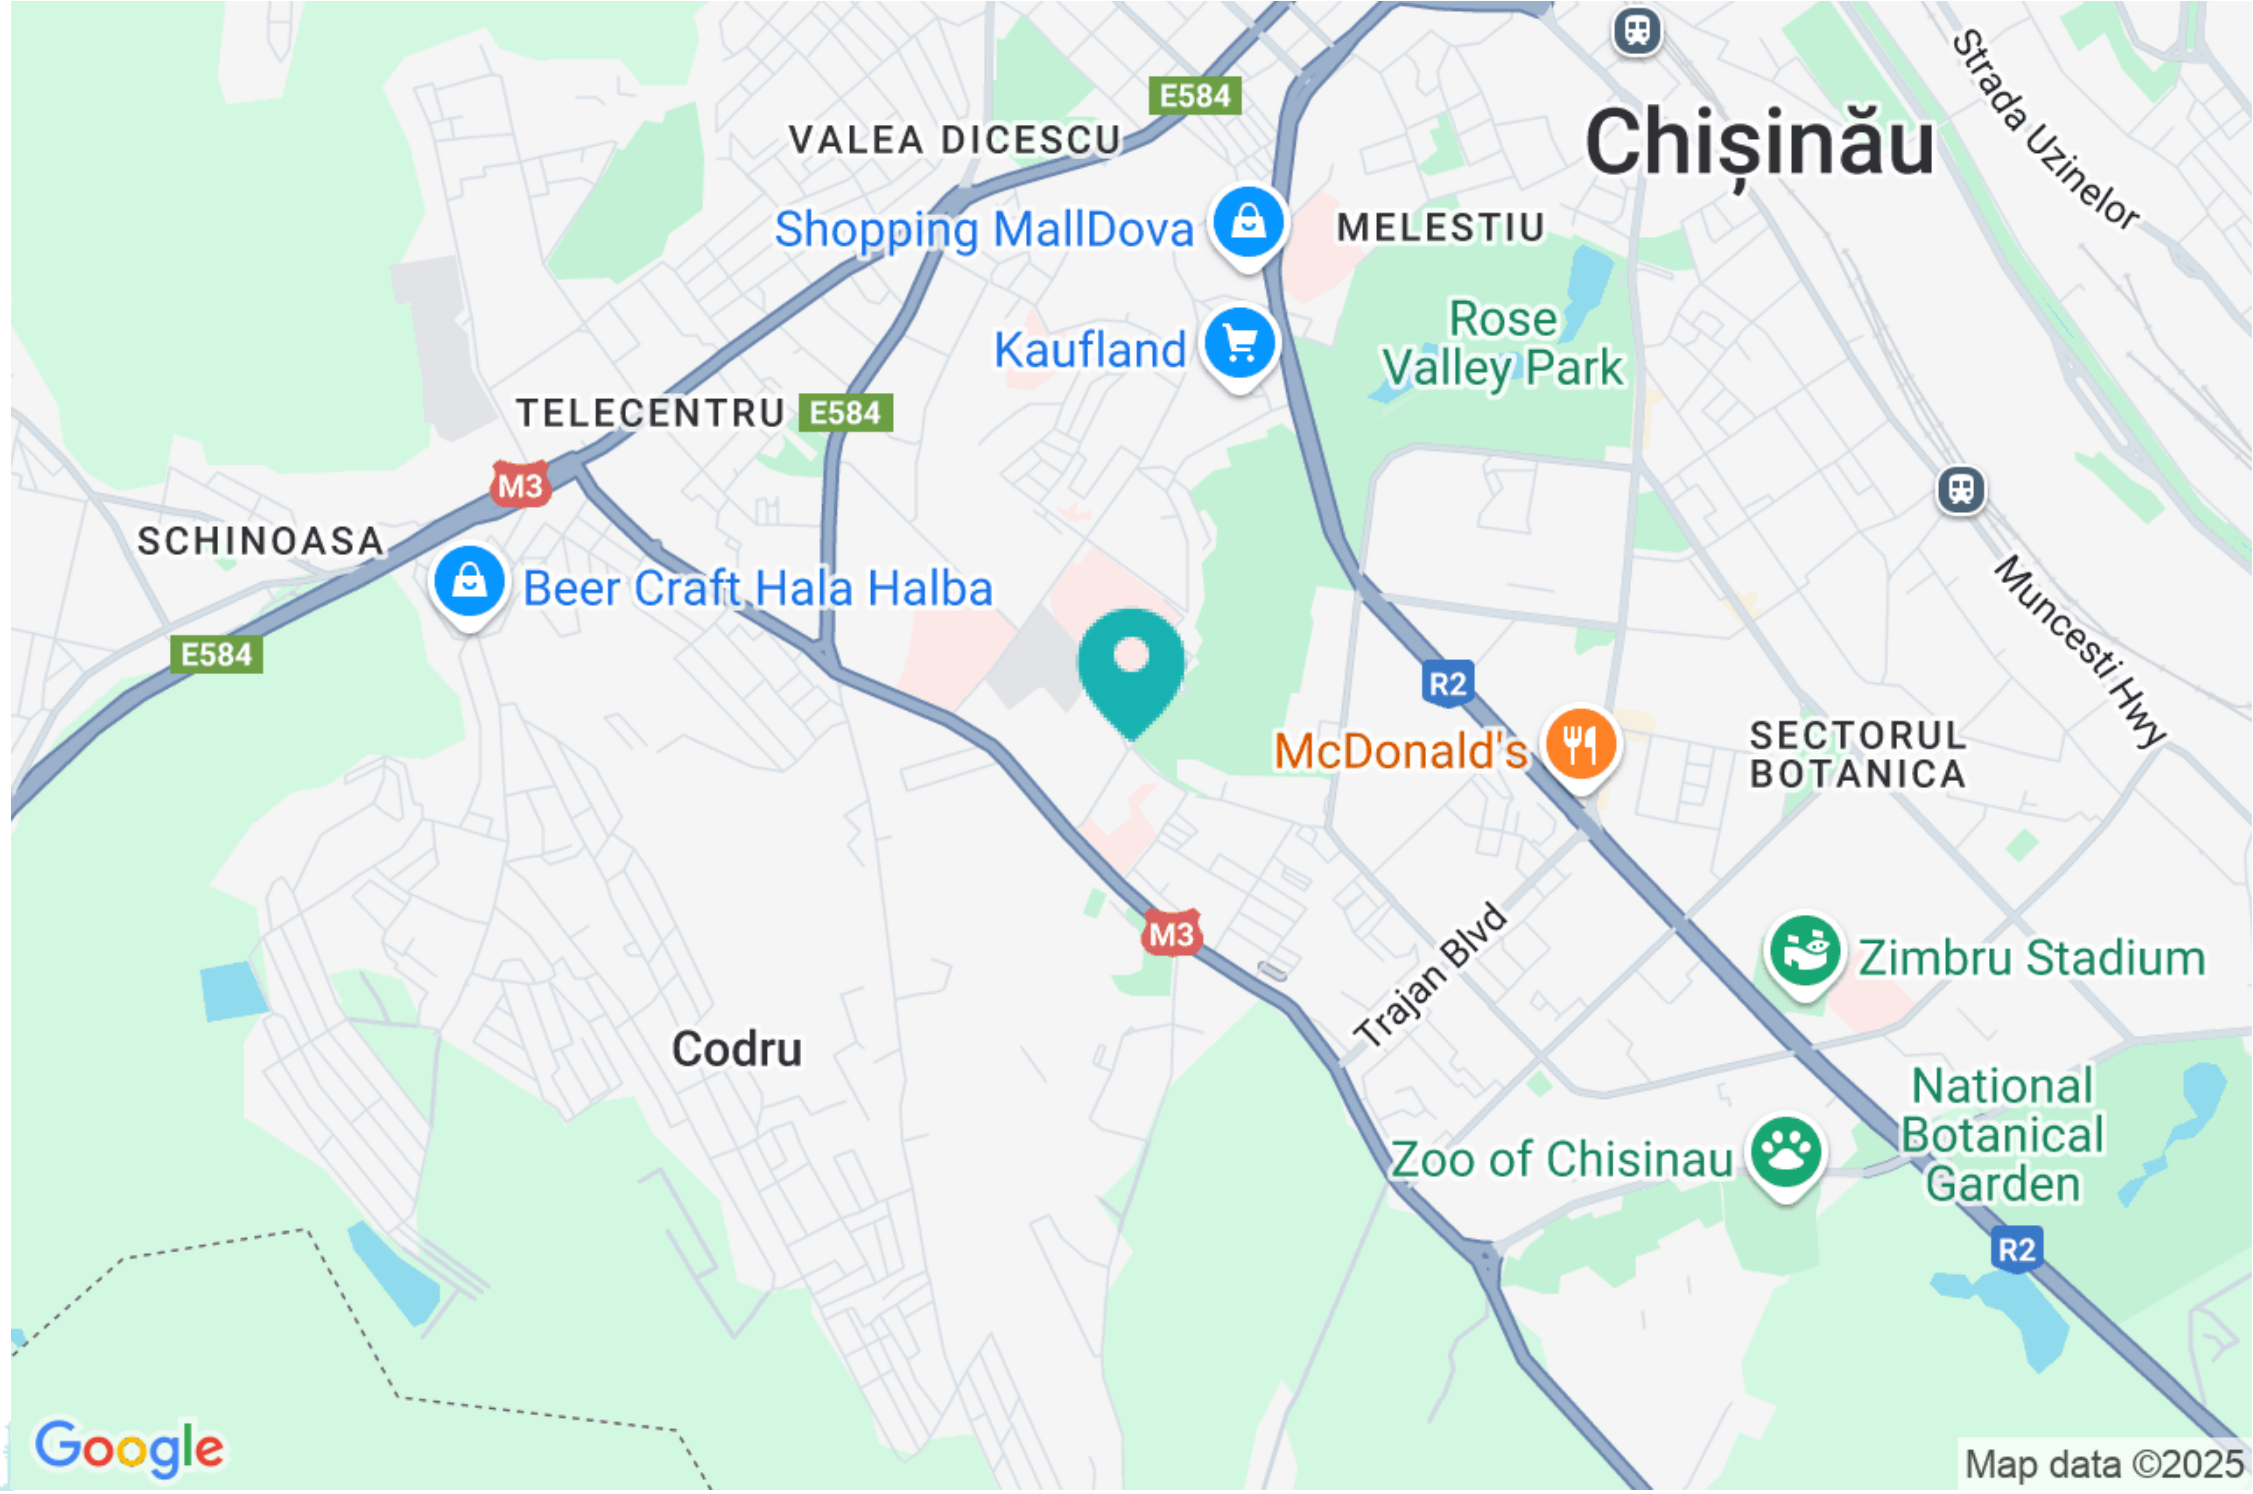 E584
Chișinău
Strada Uzinelor
VALEA DICESCU
Shopping MallDova
MELESTIU
Rose
Valley Park
Kaufland
TELECENTRU
E584
M3
SCHINOASA
Beer Craft Hala Halba
E584
Muncesti Hwy
R2
McDonald's
SECTORUL
BOTANICA
M3
Trajan Blvd
Zimbru Stadium
Codru
National
Botanical
Garden
Zoo of Chisinau
R2
Google
Map data ©2025